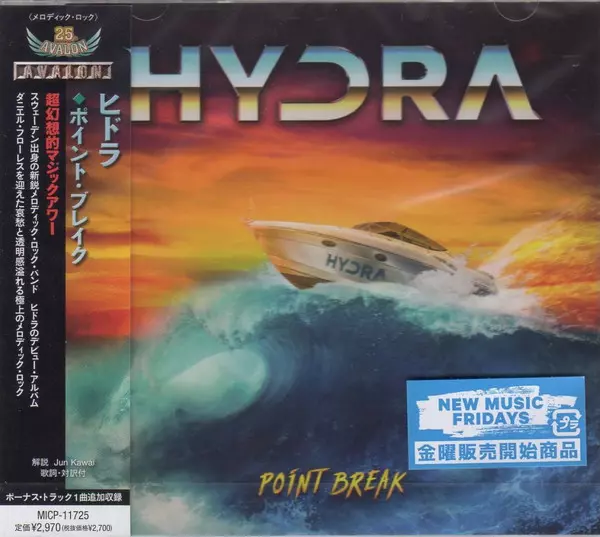 (メロディック・ロック)
25
AVALON
AVALON
ヒドラ
◆ポイント・ブレイク
超幻想的マジックアワー
スウェーデン出身の新鋭メロディック・ロック・バンド ヒドラのデビュー・アルバム
ダニエル・フローレスを迎えた哀愁と透明感溢れる極上のメロディック・ロック
解説 Jun Kawai
歌詞・対訳付
ボーナス・トラック1曲追加収録
MICP-11725
定価¥2,970(税抜価格¥2,700)
HYDRA
HYDRA
NEW MUSIC
FRIDAYS
プラ
金曜販売開始商品
POINT BREAK